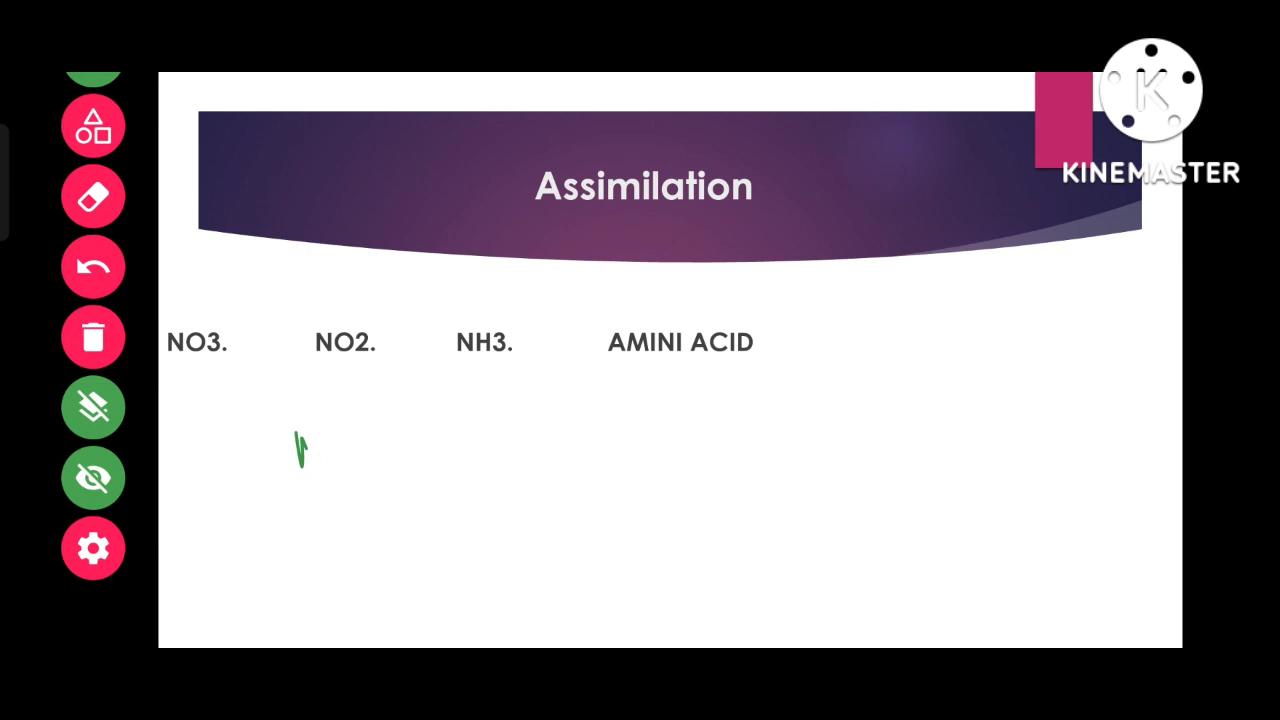 K
KINEMASTER
Assimilation
NO3. NO2. NH3. AMINI ACID